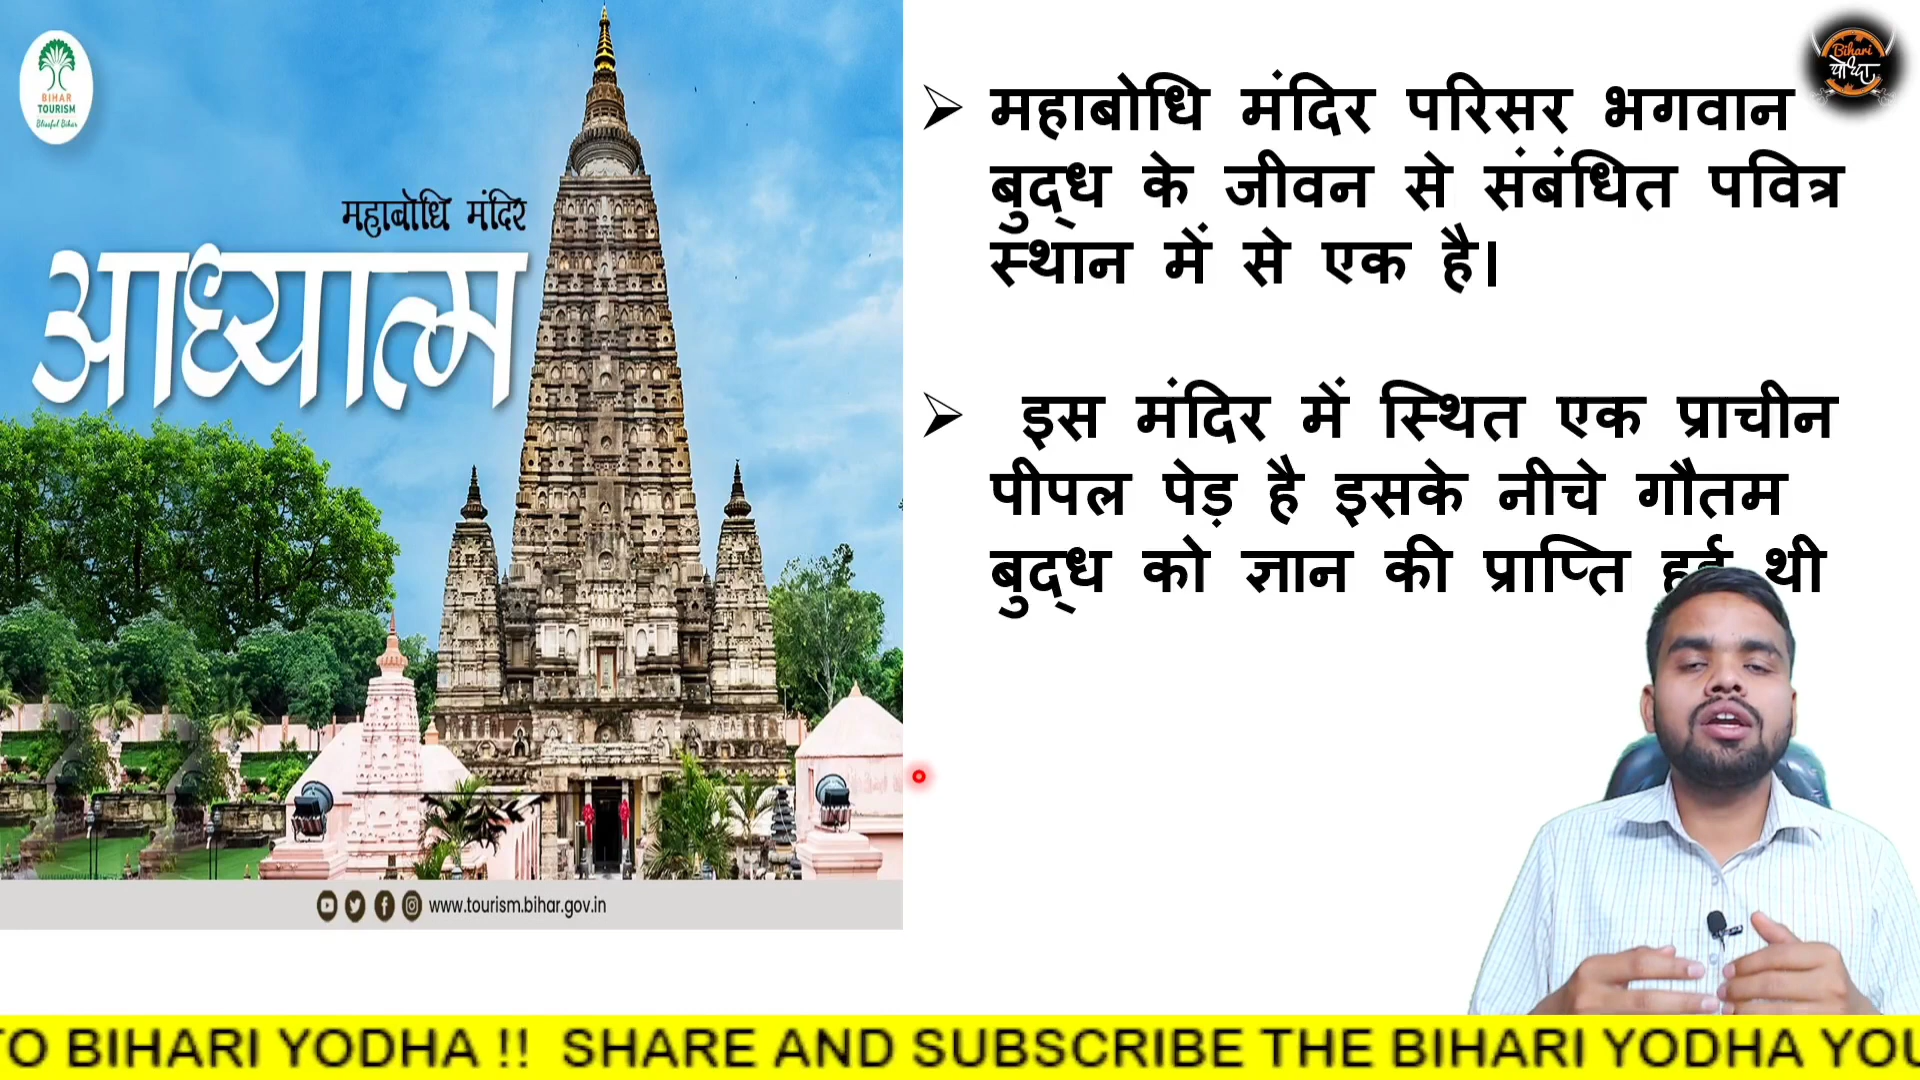 BIHAR
TOURISM
Blissful Bihar
महाबोधि मंदिर
आध्यात्म
www.tourism.bihar.gov.in
Bihari
योध्दा
➢ महाबोधि मंदिर परिसर भगवान
बुद्ध के जीवन से संबंधित पवित्र
स्थान में से एक है।
➢ इस मंदिर में स्थित एक प्राचीन
पीपल पेड़ है इसके नीचे गौतम
बुद्ध को ज्ञान की प्राप्ति हुई थी
TO BIHARI YODHA !! SHARE AND SUBSCRIBE THE BIHARI YODHA YOU